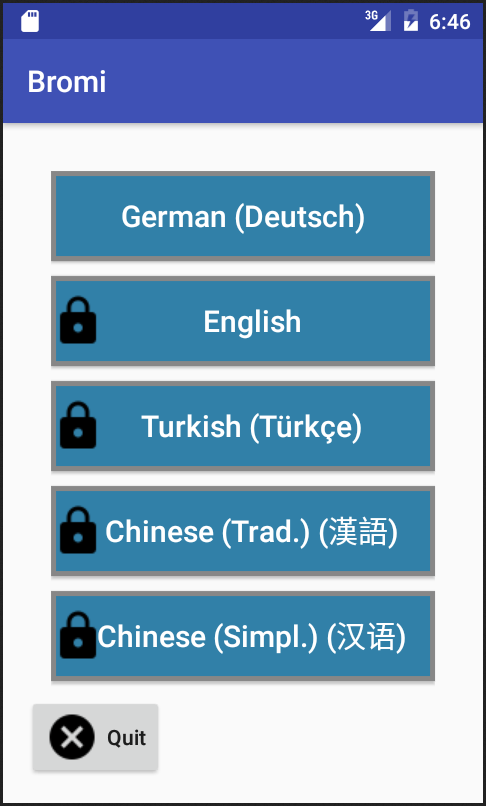 3G 6:46
Bromi
German (Deutsch)
English
Turkish (Türkçe)
Chinese (Trad.) (漢語)
Chinese (Simpl.) (汉语)
Quit